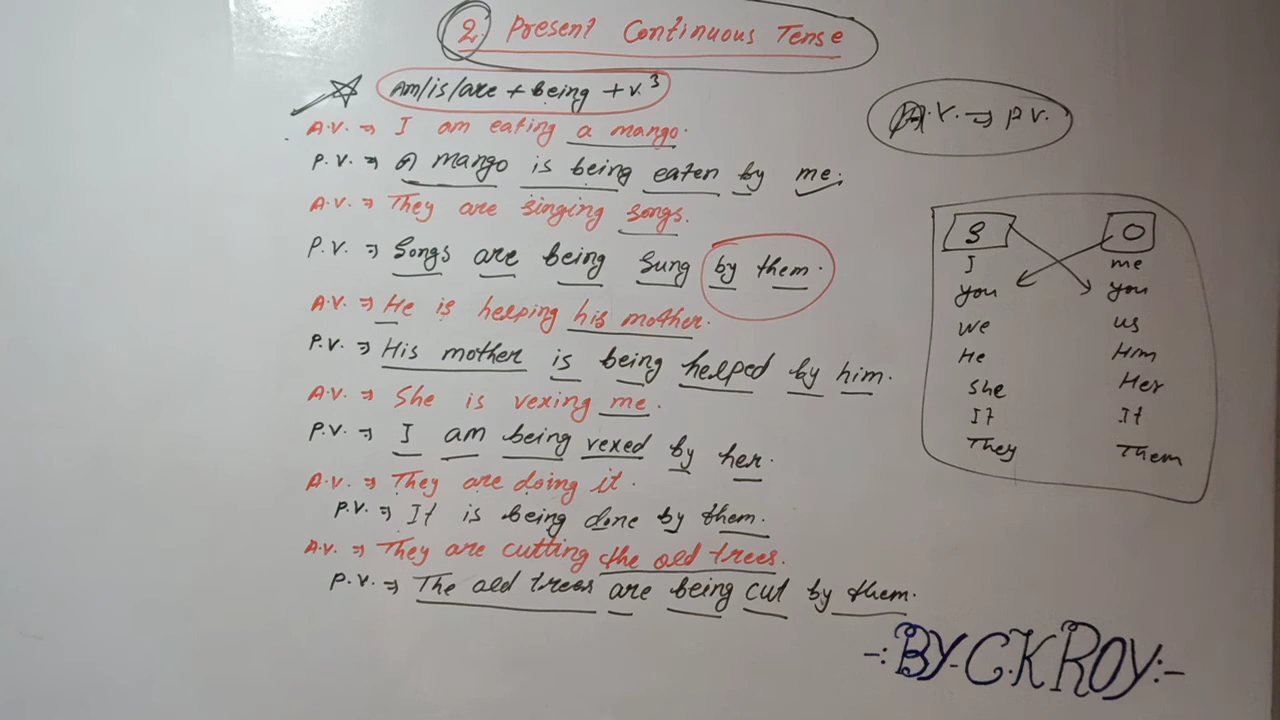 2. Present Continuous Tense
Am/is/are + being + v.³
A.V. ⇒ I am eating a mango.
P.V. ⇒ A mango is being eaten by me.
A.V. ⇒ They are singing songs.
P.V. ⇒ Songs are being sung by them.
A.V. ⇒ He is helping his mother.
P.V. ⇒ His mother is being helped by him.
A.V. ⇒ She is vexing me.
P.V. ⇒ I am being vexed by her.
A.V. ⇒ They are doing it.
P.V. ⇒ It is being done by them.
A.V. ⇒ They are cutting the old trees.
P.V. ⇒ The old trees are being cut by them.
A.V. ⇒ P.V.
S O
I me
you you
we us
He Him
She Her
It It
They Them
-: BY- C.K ROY :-